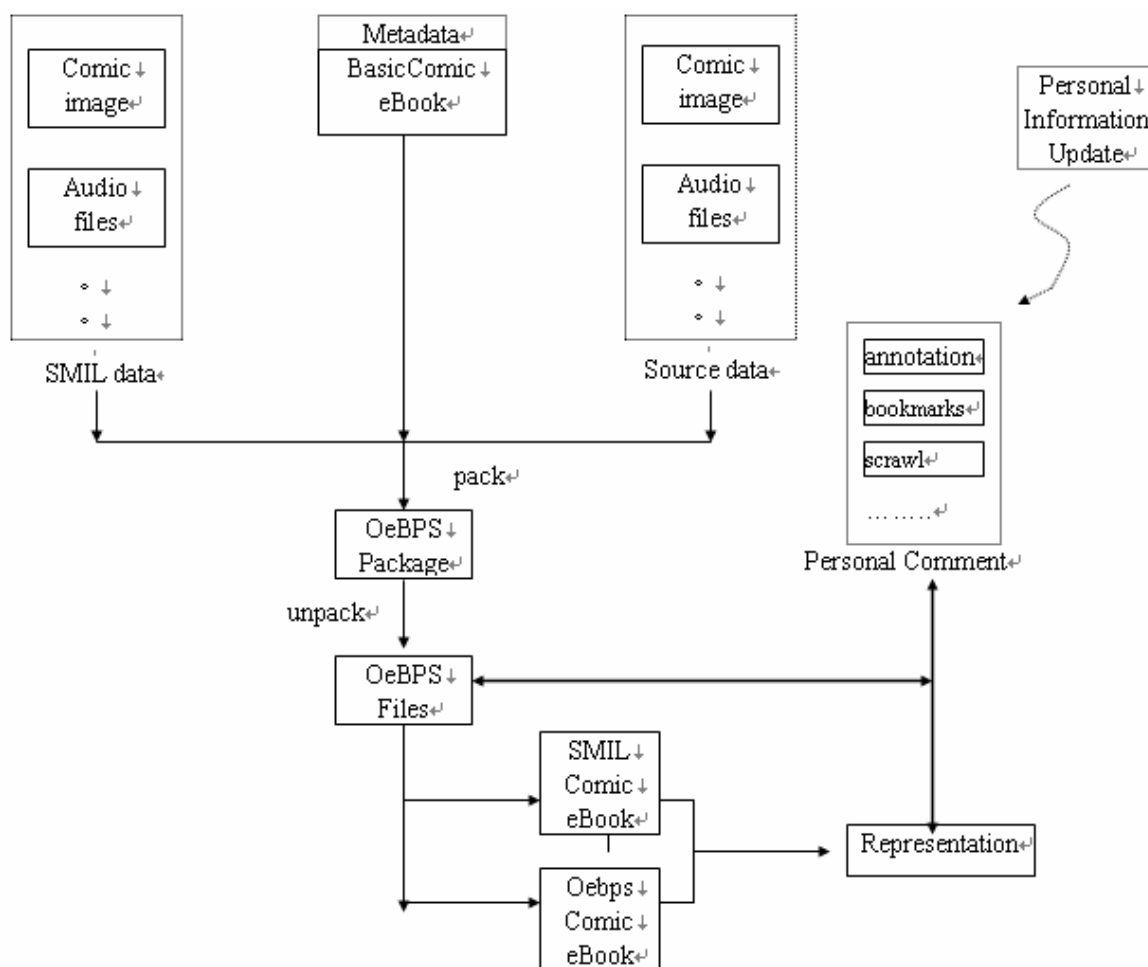 Comic
image
Audio
files
SMIL data
Metadata
BasicComic
eBook
Comic
image
Audio
files
Source data
Personal
Information
Update
annotation
bookmarks
scrawl
........
Personal Comment
pack
OeBPS
Package
unpack
OeBPS
Files
SMIL
Comic
eBook
Oebps
Comic
eBook
Representation